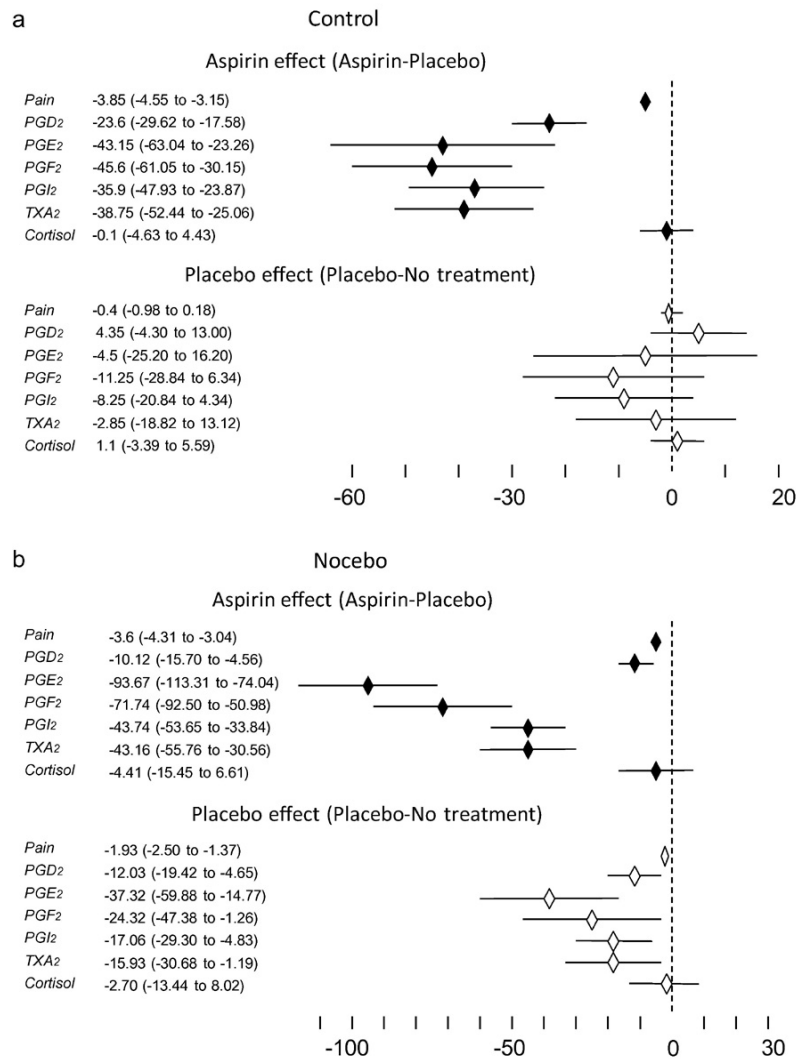 a
Control
Aspirin effect (Aspirin-Placebo)
Pain -3.85 (-4.55 to -3.15)
PGD2 -23.6 (-29.62 to -17.58)
PGE2 -43.15 (-63.04 to -23.26)
PGF2 -45.6 (-61.05 to -30.15)
PGI2 -35.9 (-47.93 to -23.87)
TXA2 -38.75 (-52.44 to -25.06)
Cortisol -0.1 (-4.63 to 4.43)
Placebo effect (Placebo-No treatment)
Pain -0.4 (-0.98 to 0.18)
PGD2 4.35 (-4.30 to 13.00)
PGE2 -4.5 (-25.20 to 16.20)
PGF2 -11.25 (-28.84 to 6.34)
PGI2 -8.25 (-20.84 to 4.34)
TXA2 -2.85 (-18.82 to 13.12)
Cortisol 1.1 (-3.39 to 5.59)
-60 -30 0 20
b
Nocebo
Aspirin effect (Aspirin-Placebo)
Pain -3.6 (-4.31 to -3.04)
PGD2 -10.12 (-15.70 to -4.56)
PGE2 -93.67 (-113.31 to -74.04)
PGF2 -71.74 (-92.50 to -50.98)
PGI2 -43.74 (-53.65 to -33.84)
TXA2 -43.16 (-55.76 to -30.56)
Cortisol -4.41 (-15.45 to 6.61)
Placebo effect (Placebo-No treatment)
Pain -1.93 (-2.50 to -1.37)
PGD2 -12.03 (-19.42 to -4.65)
PGE2 -37.32 (-59.88 to -14.77)
PGF2 -24.32 (-47.38 to -1.26)
PGI2 -17.06 (-29.30 to -4.83)
TXA2 -15.93 (-30.68 to -1.19)
Cortisol -2.70 (-13.44 to 8.02)
-100 -50 0 30